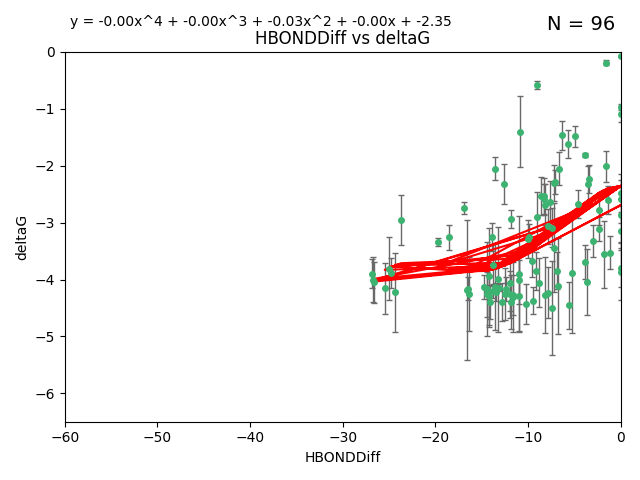 y = -0.00x^4 + -0.00x^3 + -0.03x^2 + -0.00x + -2.35
N = 96
HBONDDiff vs deltaG
0
−1
−2
−3
−4
−5
−6
deltaG
−60 −50 −40 −30 −20 −10 0
HBONDDiff